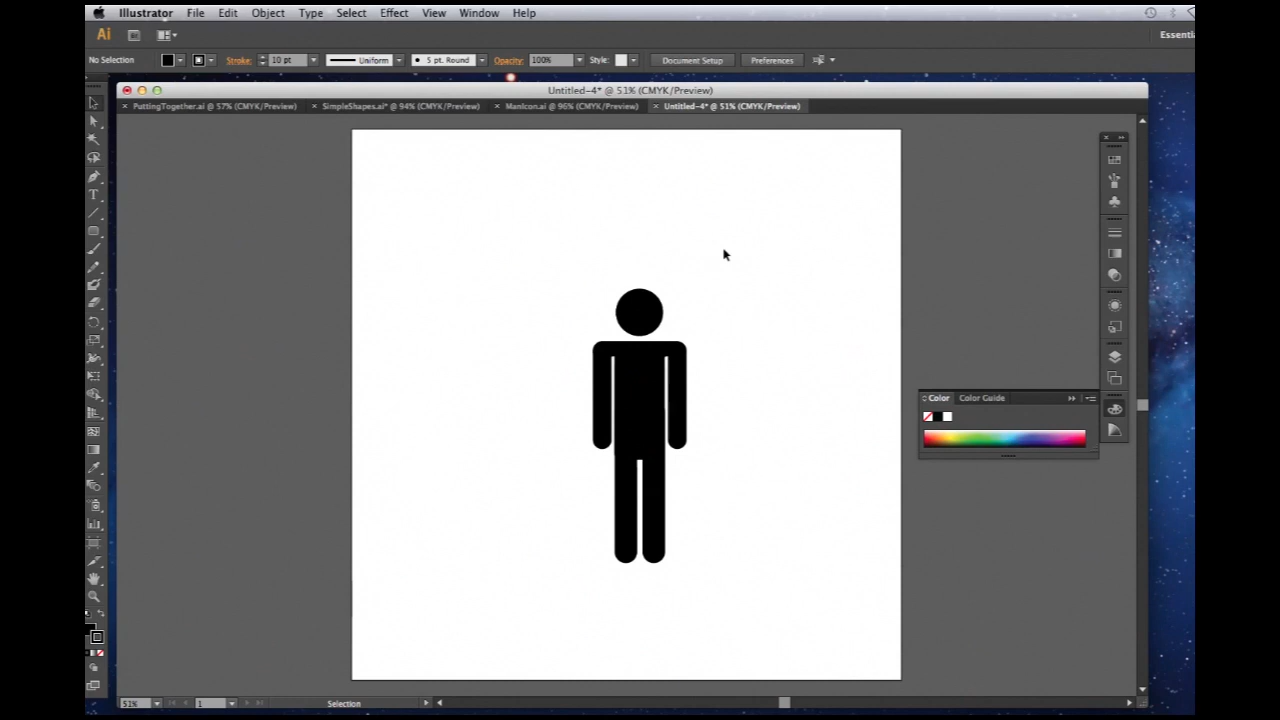 Illustrator File Edit Object Type Select Effect View Window Help
Ai Essentia
No Selection Stroke: 10 pt Uniform 5 pt. Round Opacity: 100% Style: Document Setup Preferences
Untitled-4* @ 51% (CMYK/Preview)
× PuttingTogether.ai @ 57% (CMYK/Preview) × SimpleShapes.ai* @ 94% (CMYK/Preview) × ManIcon.ai @ 96% (CMYK/Preview) × Untitled-4* @ 51% (CMYK/Preview)
T
Color Color Guide
51% 1 Selection